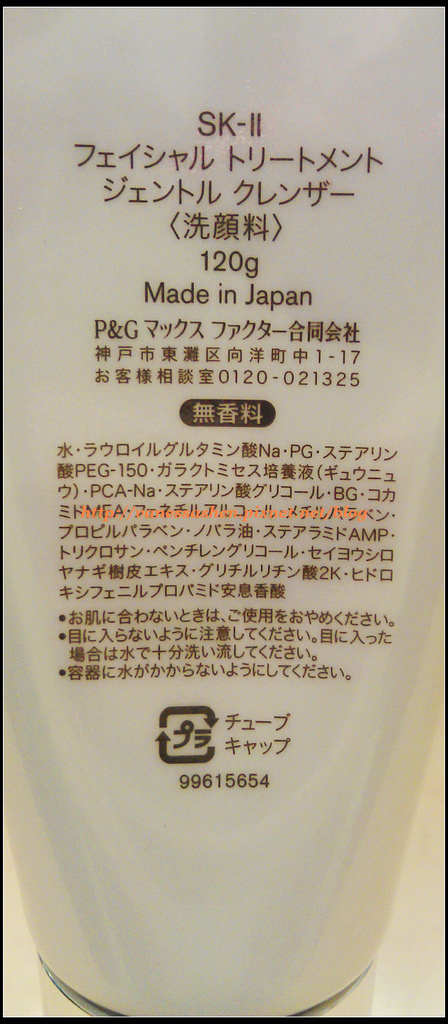 SK-II
フェイシャル トリートメント
ジェントル クレンザー
〈洗顔料〉
120g
Made in Japan
P&G マックス ファクター合同会社
神戸市東灘区向洋町中1-17
お客様相談室0120-021325
無香料
水・ラウロイルグルタミン酸Na・PG・ステアリン
酸PEG-150・ガラクトミセス培養液(ギュウニュ
ウ)・PCA-Na・ステアリン酸グリコール・BG・コカ
ミド
プロピルパラベン・ノバラ油・ステアラミドAMP・
トリクロサン・ペンチレングリコール・セイヨウシロ
ヤナギ樹皮エキス・グリチルリチン酸2K・ヒドロ
キシフェニルプロパミド安息香酸
•お肌に合わないときは、ご使用をおやめください。
•目に入らないように注意してください。目に入った
場合は水で十分洗い流してください。
•容器に水がかからないようにしてください。
プラ
チューブ
キャップ
99615654